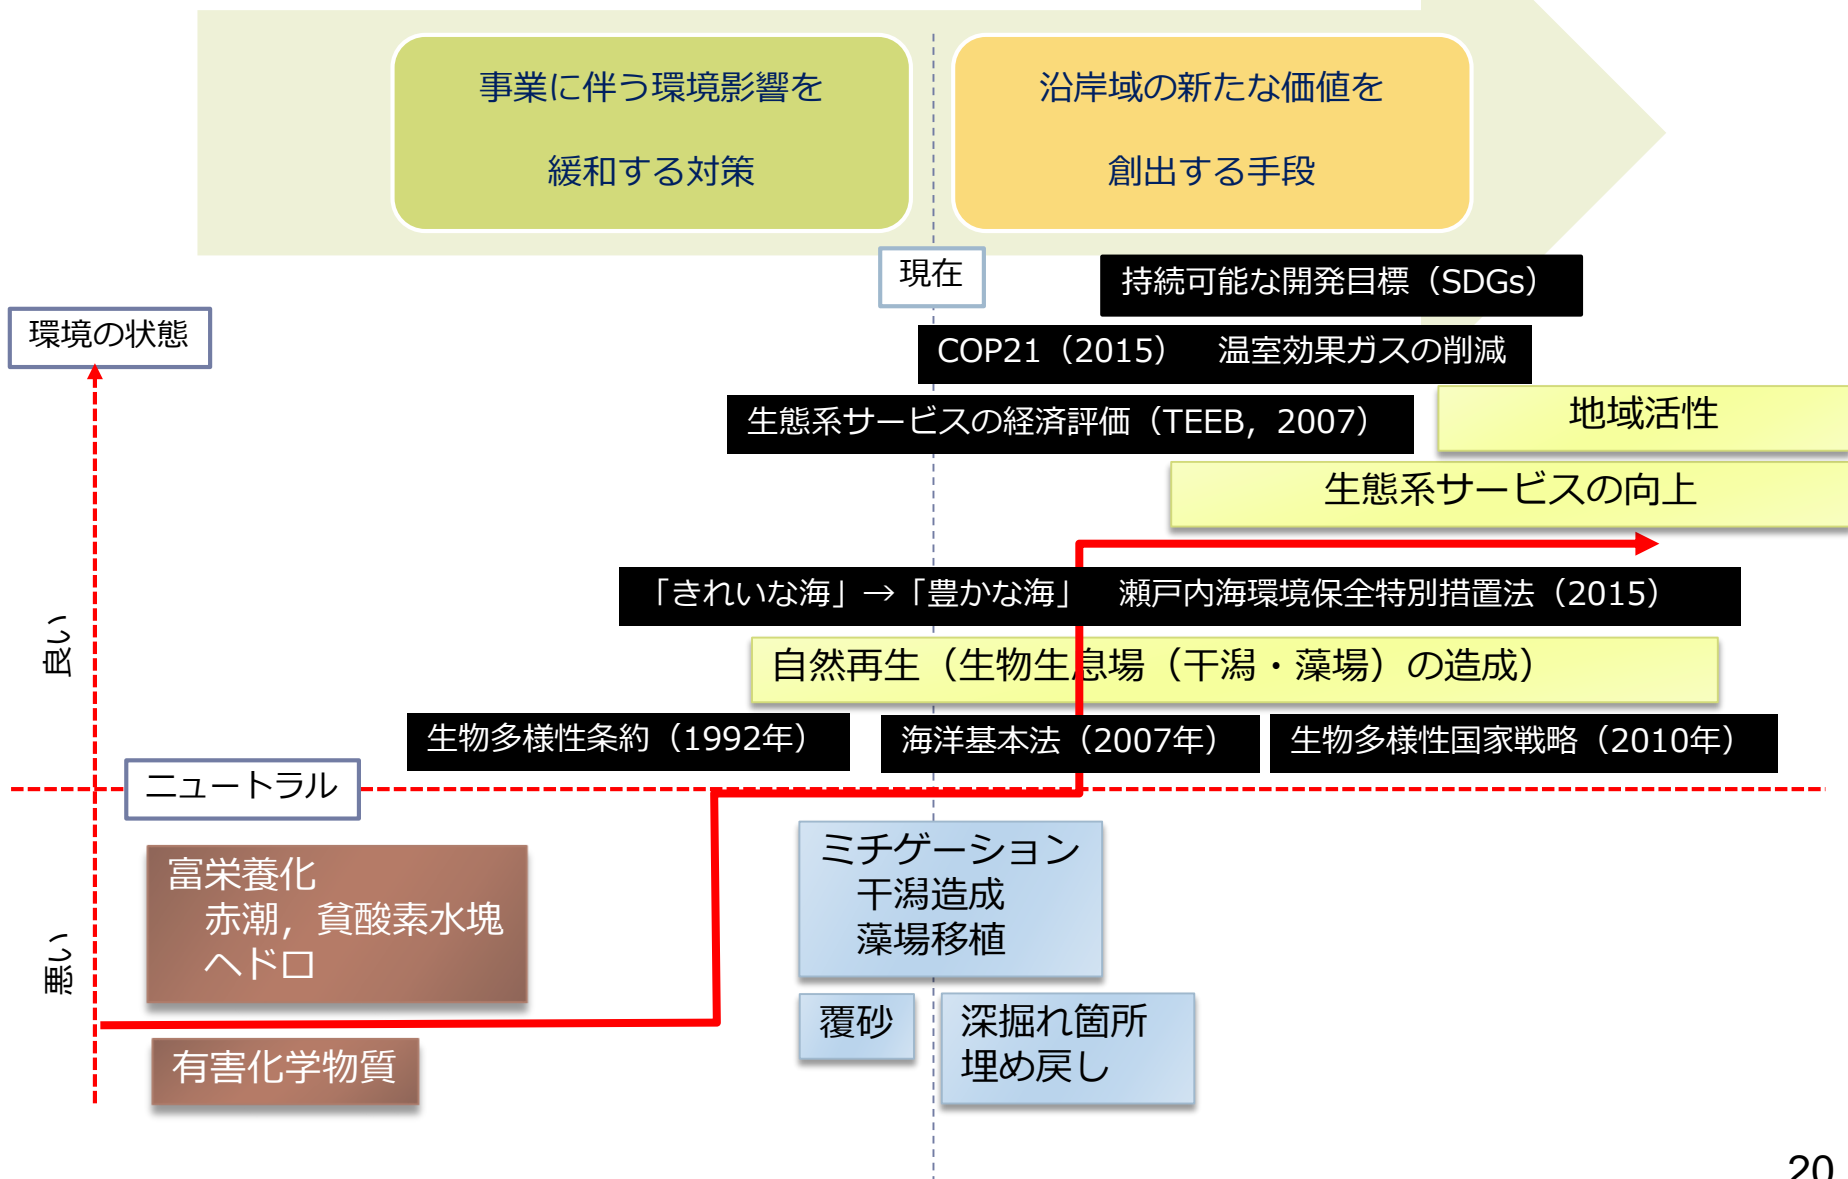 事業に伴う環境影響を
緩和する対策
沿岸域の新たな価値を
創出する手段
現在
持続可能な開発目標（SDGs）
環境の状態
COP21（2015）　温室効果ガスの削減
生態系サービスの経済評価（TEEB，2007）
地域活性
生態系サービスの向上
「きれいな海」→「豊かな海」　瀬戸内海環境保全特別措置法（2015）
良い
自然再生（生物生息場（干潟・藻場）の造成）
生物多様性条約（1992年）
海洋基本法（2007年）
生物多様性国家戦略（2010年）
ニュートラル
富栄養化
赤潮，貧酸素水塊
ヘドロ
ミチゲーション
干潟造成
藻場移植
悪い
有害化学物質
覆砂
深掘れ箇所
埋め戻し
20